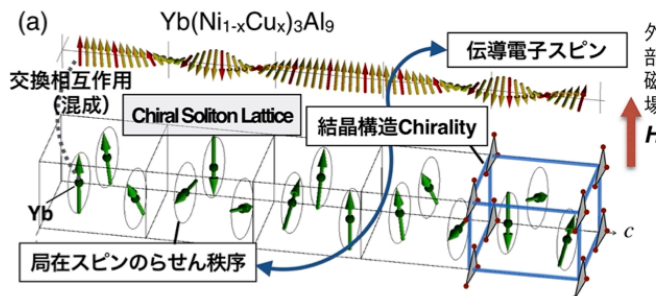 (a)
Yb(Ni1-xCux)3Al9
伝導電子スピン
外
部
磁
場
H
交換相互作用
(混成)
Chiral Soliton Lattice
結晶構造Chirality
Yb
c
局在スピンのらせん秩序